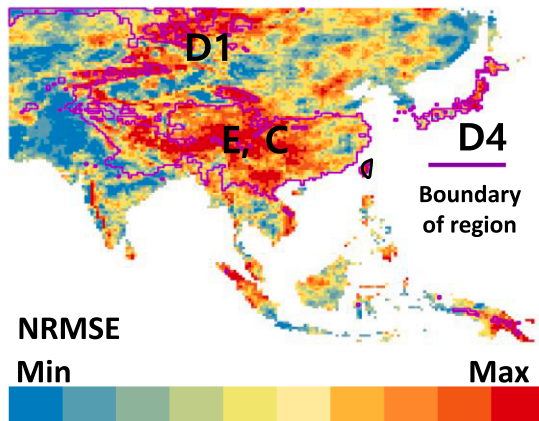 D1
E, C
D4
Boundary
of region
NRMSE
Min Max